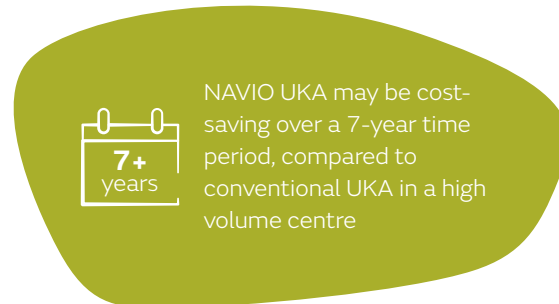 7+
years
NAVIO UKA may be cost-
saving over a 7-year time
period, compared to
conventional UKA in a high
volume centre